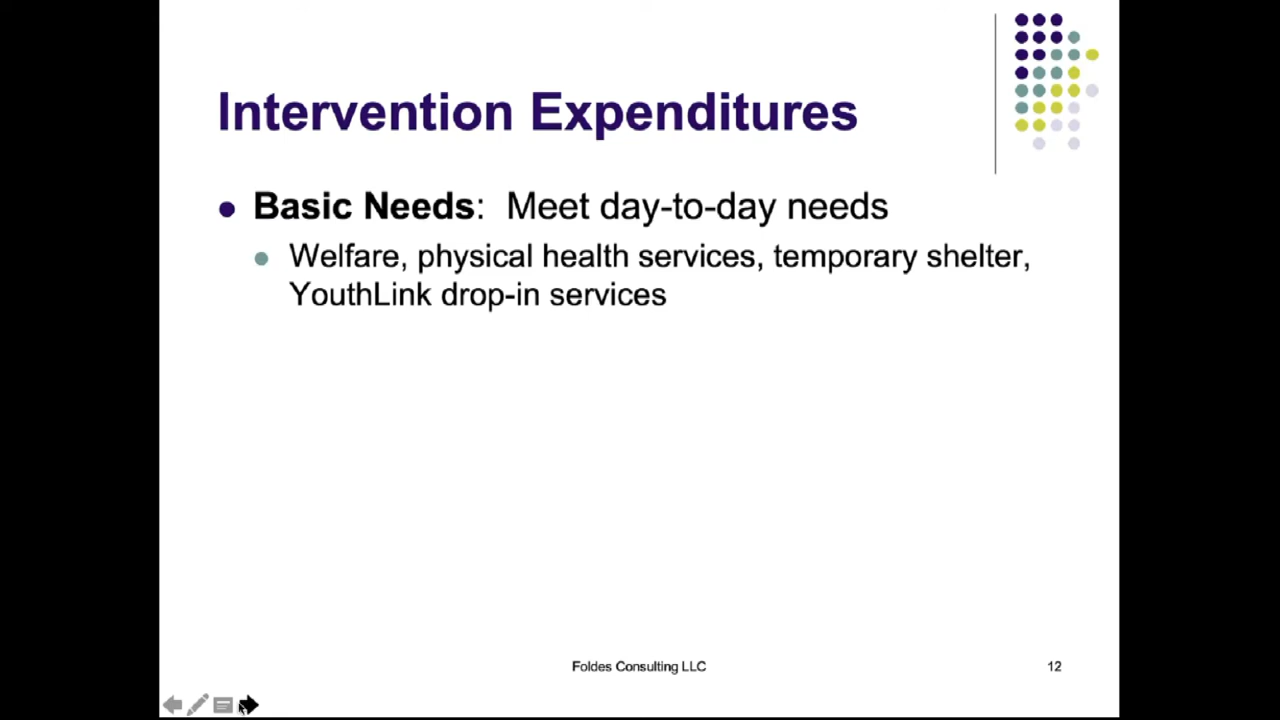 Intervention Expenditures
Basic Needs: Meet day-to-day needs
Welfare, physical health services, temporary shelter,
YouthLink drop-in services
Foldes Consulting LLC
12